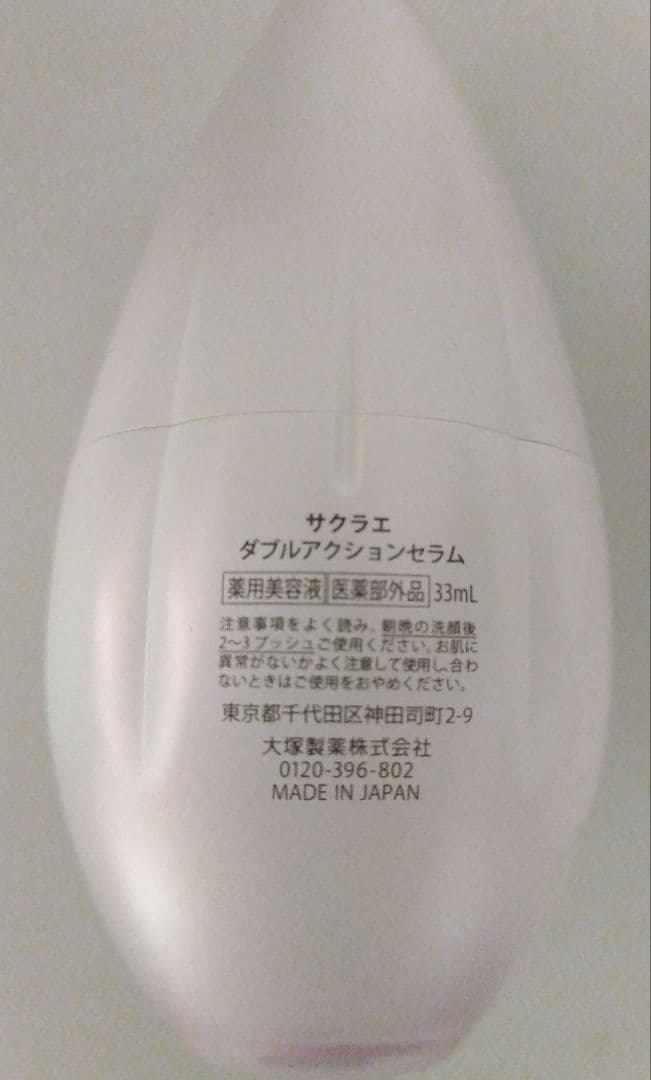 サクラエ
ダブルアクションセラム
薬用美容液 医薬部外品 33mL
注意事項をよく読み、朝晩の洗顔後
2〜3プッシュご使用ください。お肌に
異常がないかよく注意して使用し、合わ
ないときはご使用をおやめください。
東京都千代田区神田司町2-9
大塚製薬株式会社
0120-396-802
MADE IN JAPAN